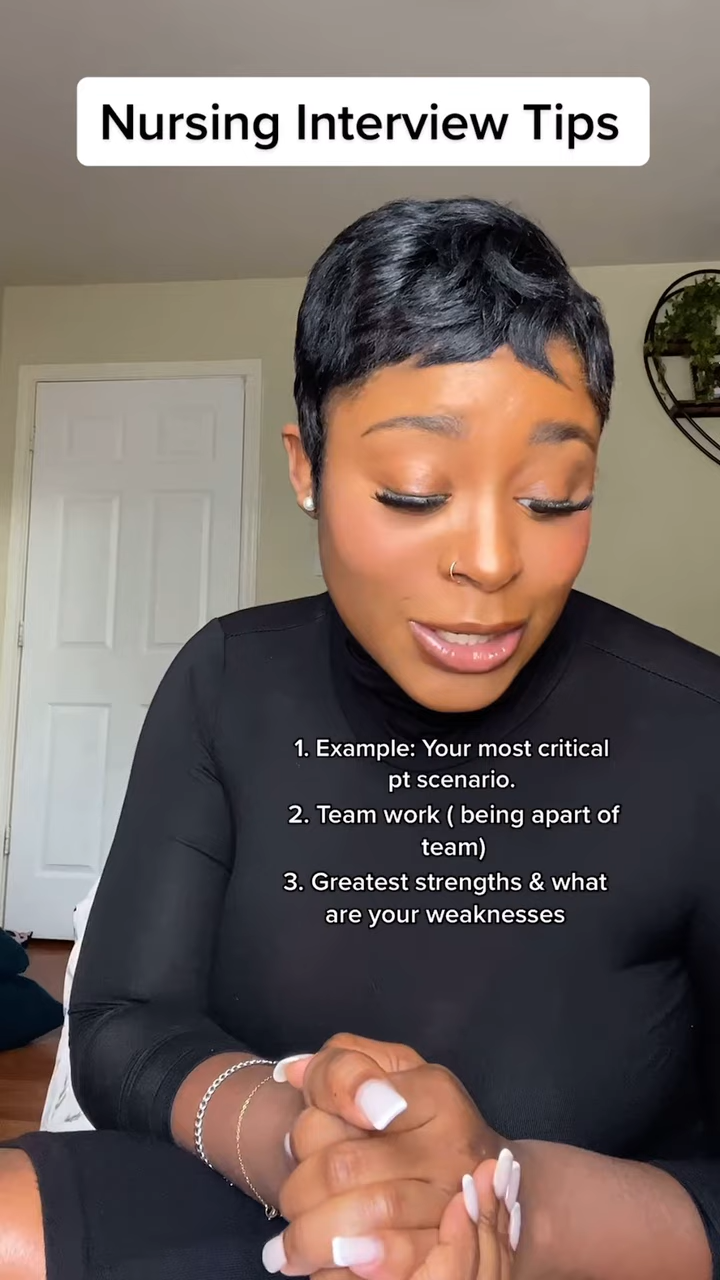 Nursing Interview Tips
1. Example: Your most critical
pt scenario.
2. Team work ( being apart of
team)
3. Greatest strengths & what
are your weaknesses